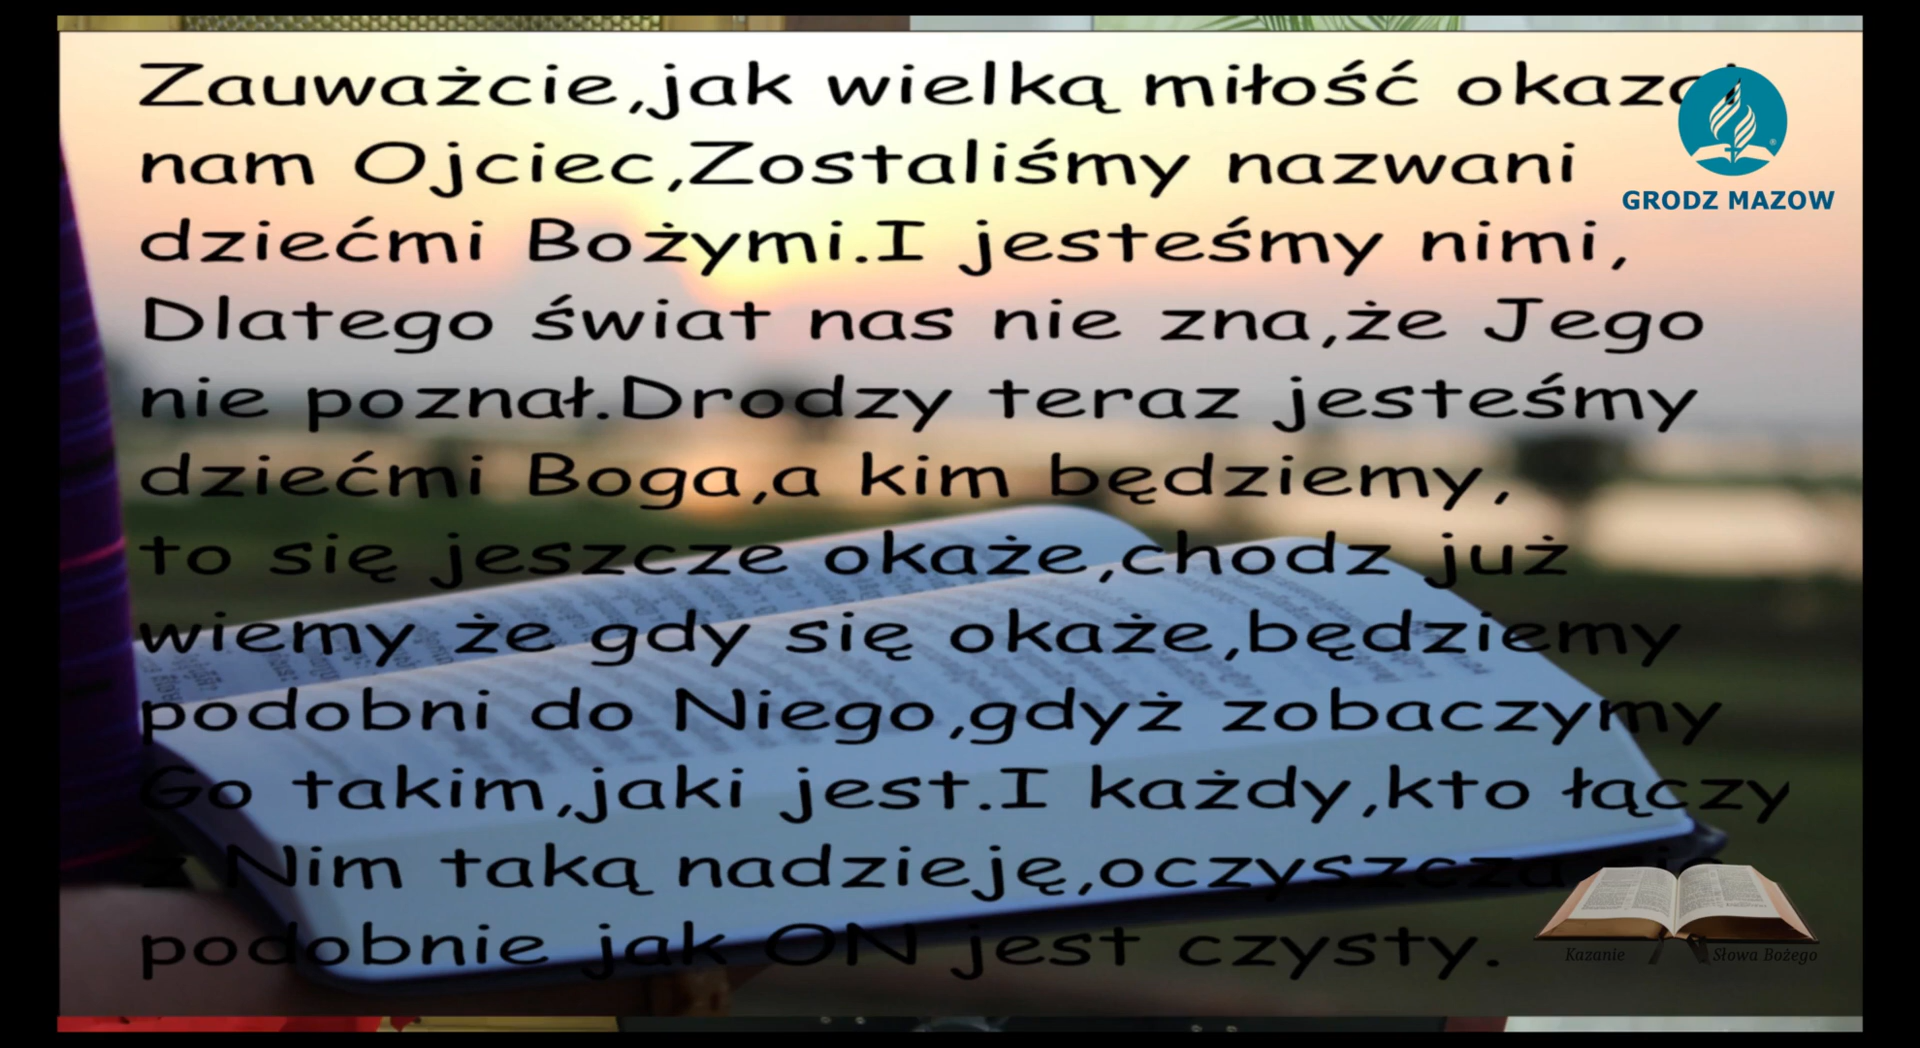 Zauważcie,jak wielką miłość okazał
nam Ojciec,Zostaliśmy nazwani
dziećmi Bożymi.I jesteśmy nimi,
Dlatego świat nas nie zna,że Jego
nie poznał.Drodzy teraz jesteśmy
dziećmi Boga,a kim będziemy,
to się jeszcze okaże,chodz już
wiemy że gdy się okaże,będziemy
podobni do Niego,gdyż zobaczymy
Go takim,jaki jest.I każdy,kto łączy
z Nim taką nadzieję,oczyszcza się
podobnie jak ON jest czysty.
GRODZ MAZOW
Kazanie Słowa Bożego